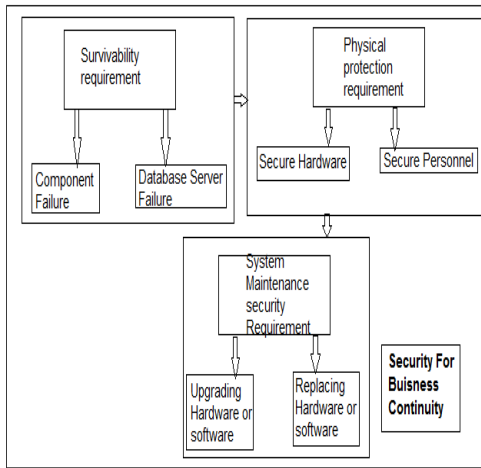 Survivability
requirement
Component
Failure
Database Server
Failure
Physical
protection
requirement
Secure Hardware
Secure Personnel
System
Maintenance
security
Requirement
Upgrading
Hardware or
software
Replacing
Hardware or
software
Security For
Buisness
Continuity